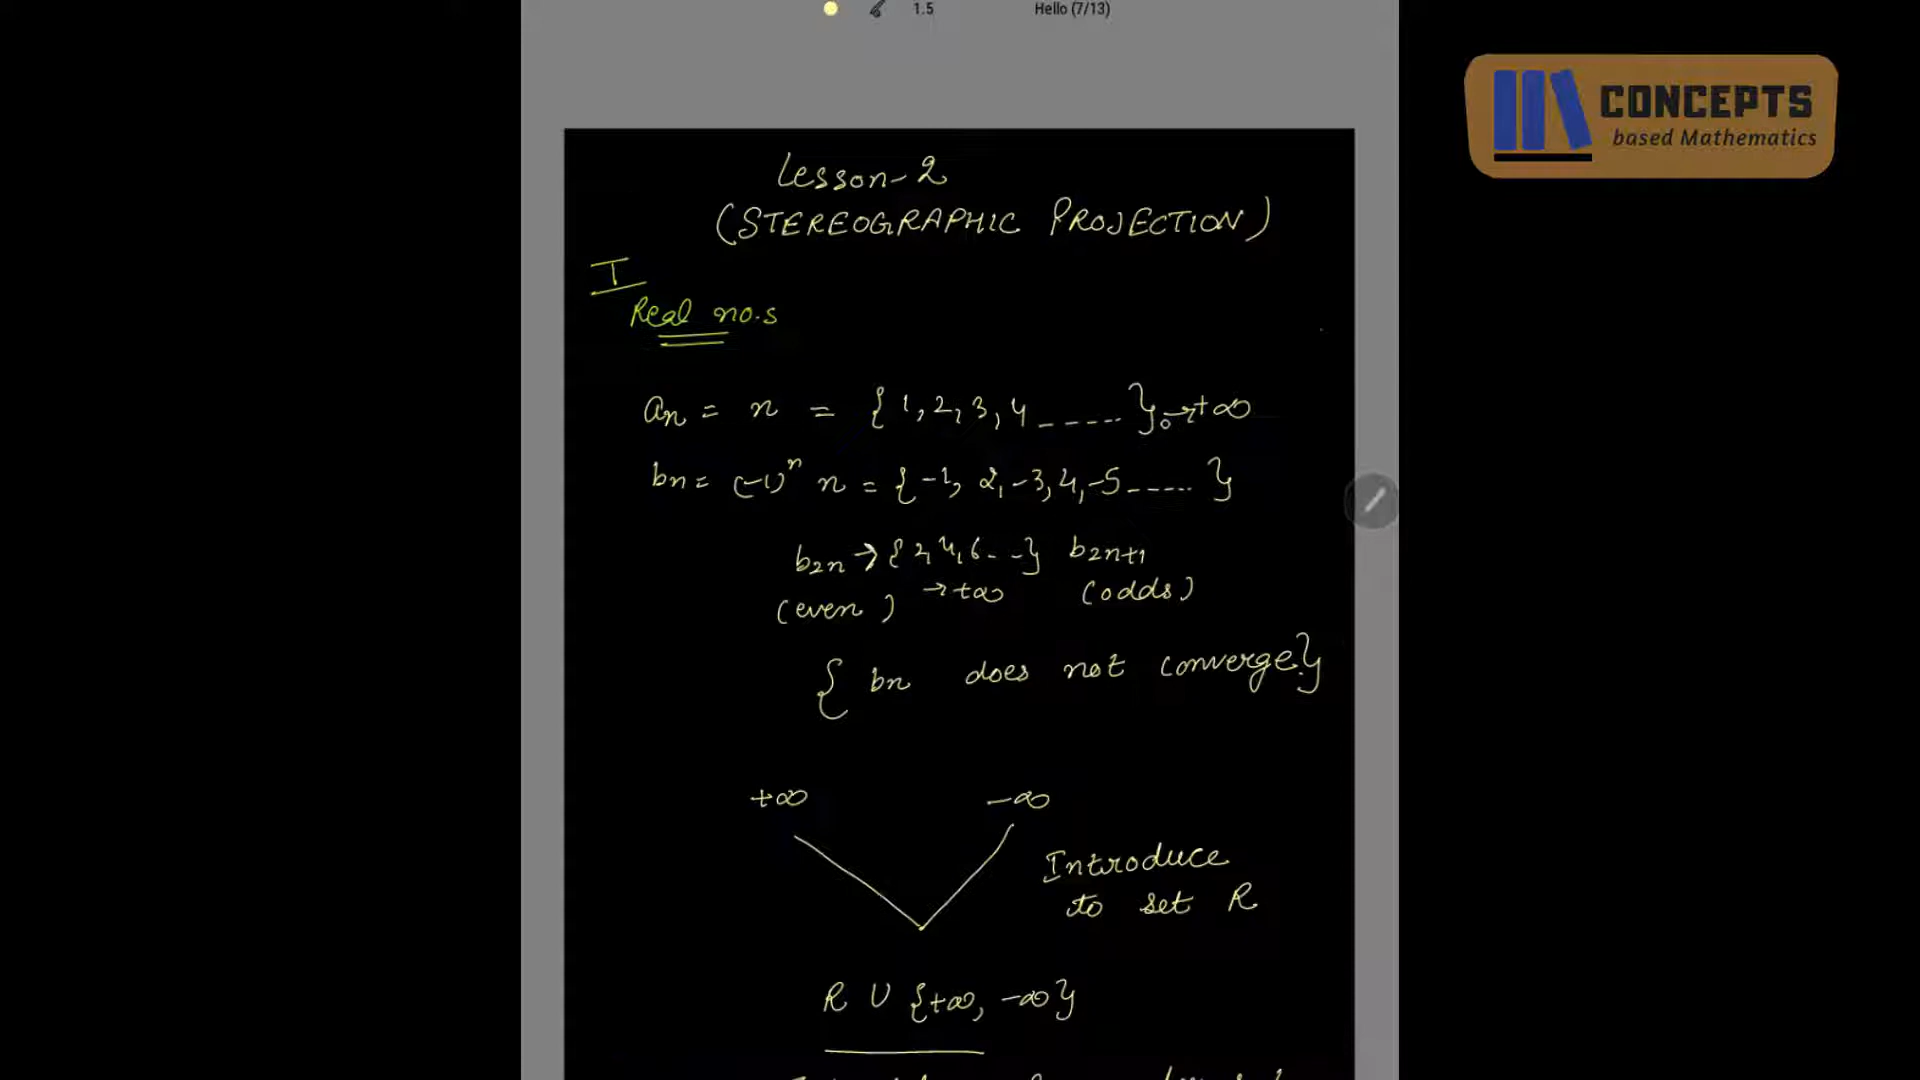 1.5 Hello (7/13)
CONCEPTS
based Mathematics
Lesson-2
(STEREOGRAPHIC PROJECTION)
I
Real no.s
an = n = {1, 2, 3, 4 ------}. → +∞
bn = (-1)^n n = {-1, 2, -3, 4, -5 ----- }
b2n → {2, 4, 6 - -} b2n+1
(even) → +∞ (odds)
{ bn does not converge}
+∞ -∞
Introduce
to set R
R U {+∞, -∞}